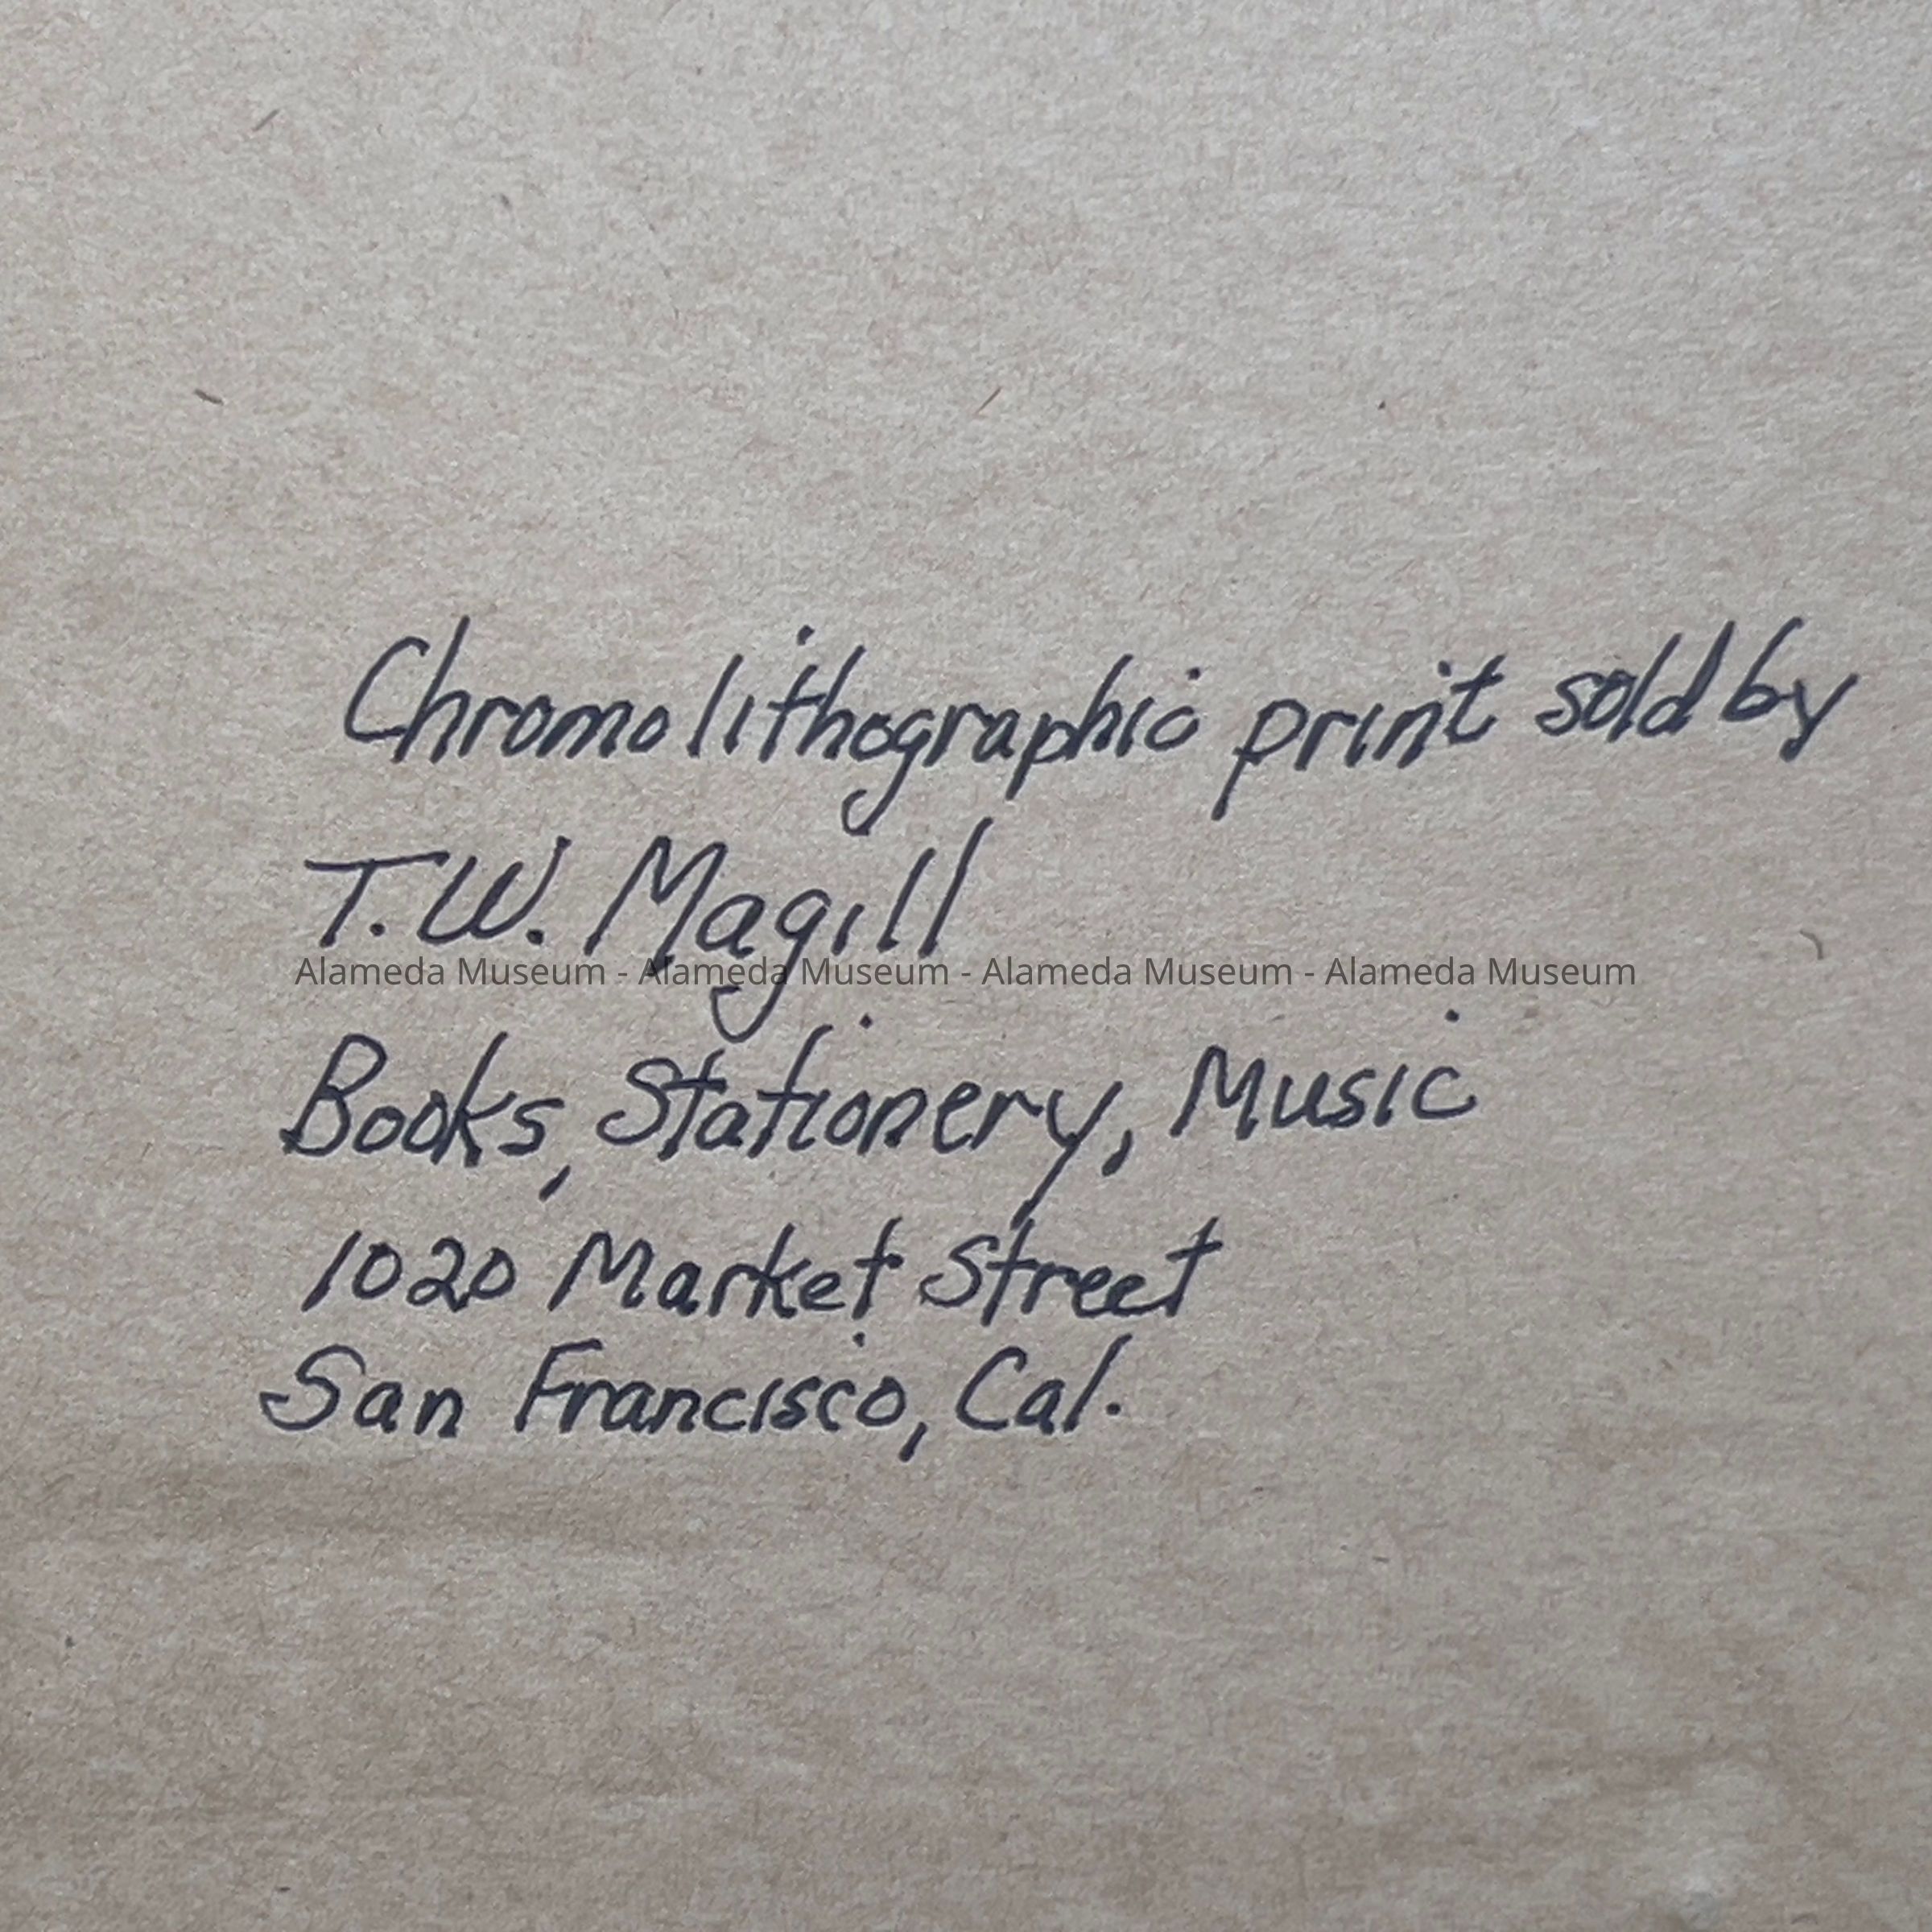 Chromolithographic print sold by
T.W. Magill
Alameda Museum - Alameda Museum - Alameda Museum - Alameda Museum
Books, Stationery, Music
1020 Market Street
San Francisco, Cal.